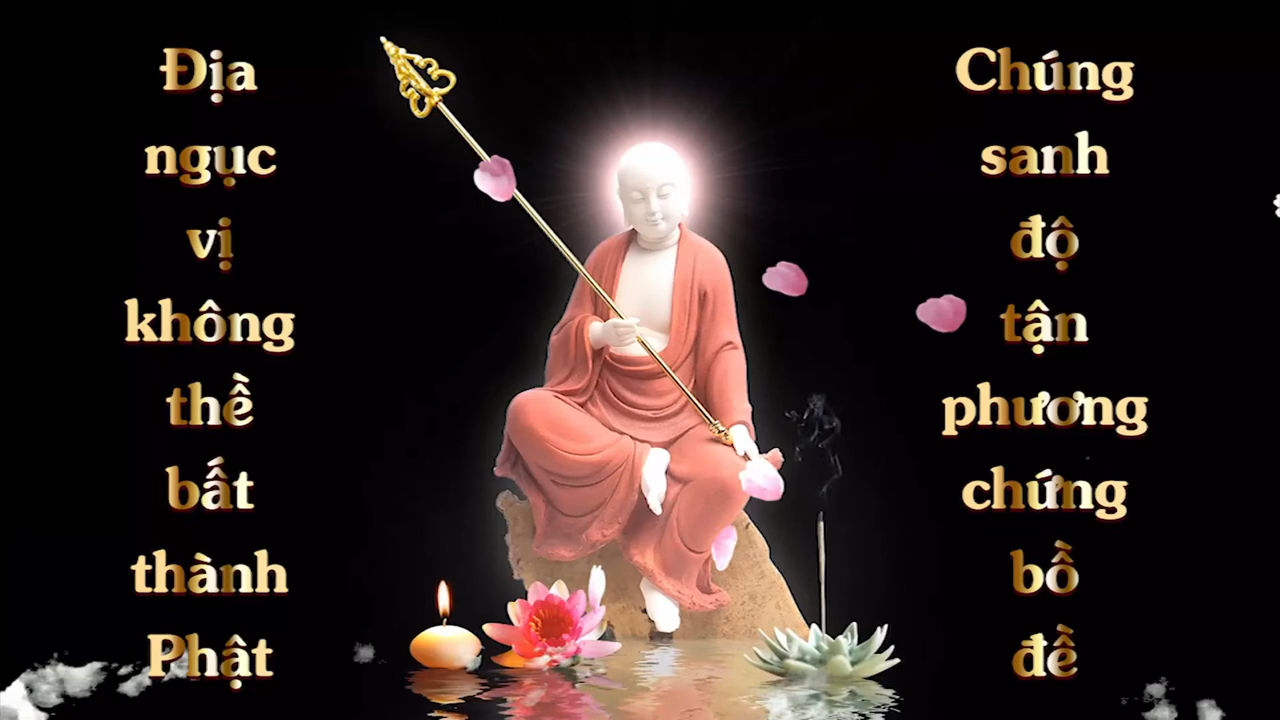 Địa
ngục
vị
không
thề
bất
thành
Phật
Chúng
sanh
độ
tận
phương
chứng
bồ
đề